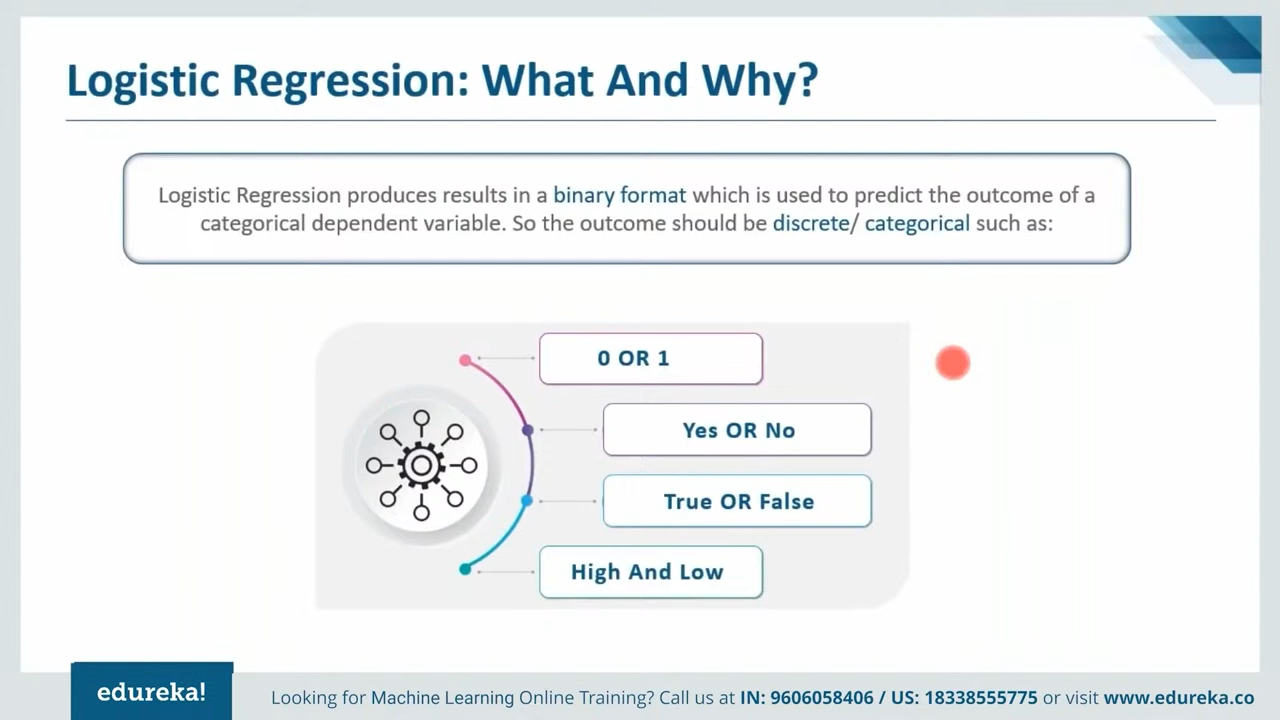 Logistic Regression: What And Why?
Logistic Regression produces results in a binary format which is used to predict the outcome of a
categorical dependent variable. So the outcome should be discrete/ categorical such as:
0 OR 1
Yes OR No
True OR False
High And Low
edureka!
Looking for Machine Learning Online Training? Call us at IN: 9606058406 / US: 18338555775 or visit www.edureka.co